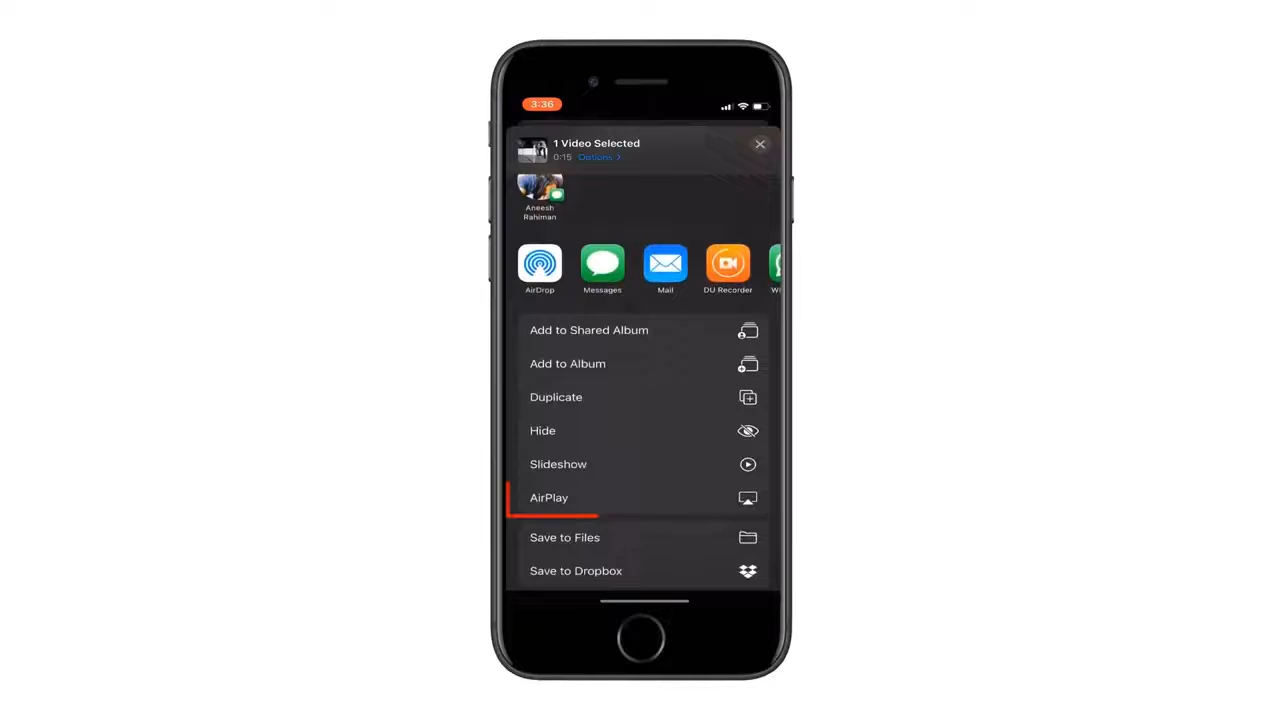 3:36
1 Video Selected
0:15 Options >
Aneesh
Rahiman
AirDrop
Messages
Mail
DU Recorder
Add to Shared Album
Add to Album
Duplicate
Hide
Slideshow
AirPlay
Save to Files
Save to Dropbox